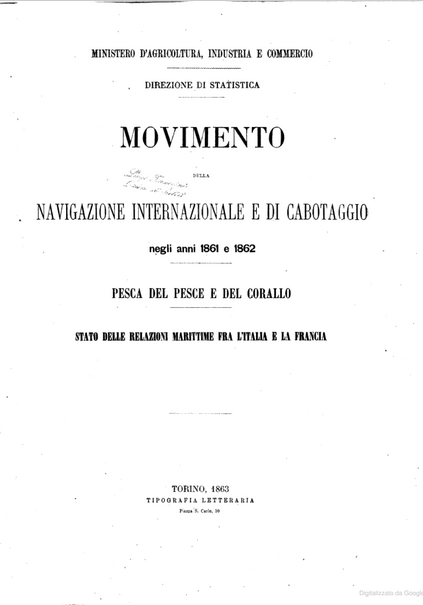 MINISTERO D'AGRICOLTURA, INDUSTRIA E COMMERCIO
DIREZIONE DI STATISTICA
MOVIMENTO
DELLA
NAVIGAZIONE INTERNAZIONALE E DI CABOTAGGIO
negli anni 1861 e 1862
PESCA DEL PESCE E DEL CORALLO
STATO DELLE RELAZIONI MARITTIME FRA L'ITALIA E LA FRANCIA
TORINO, 1863
TIPOGRAFIA LETTERARIA
Piazza S. Carlo, 10
Digitalizzato da Google